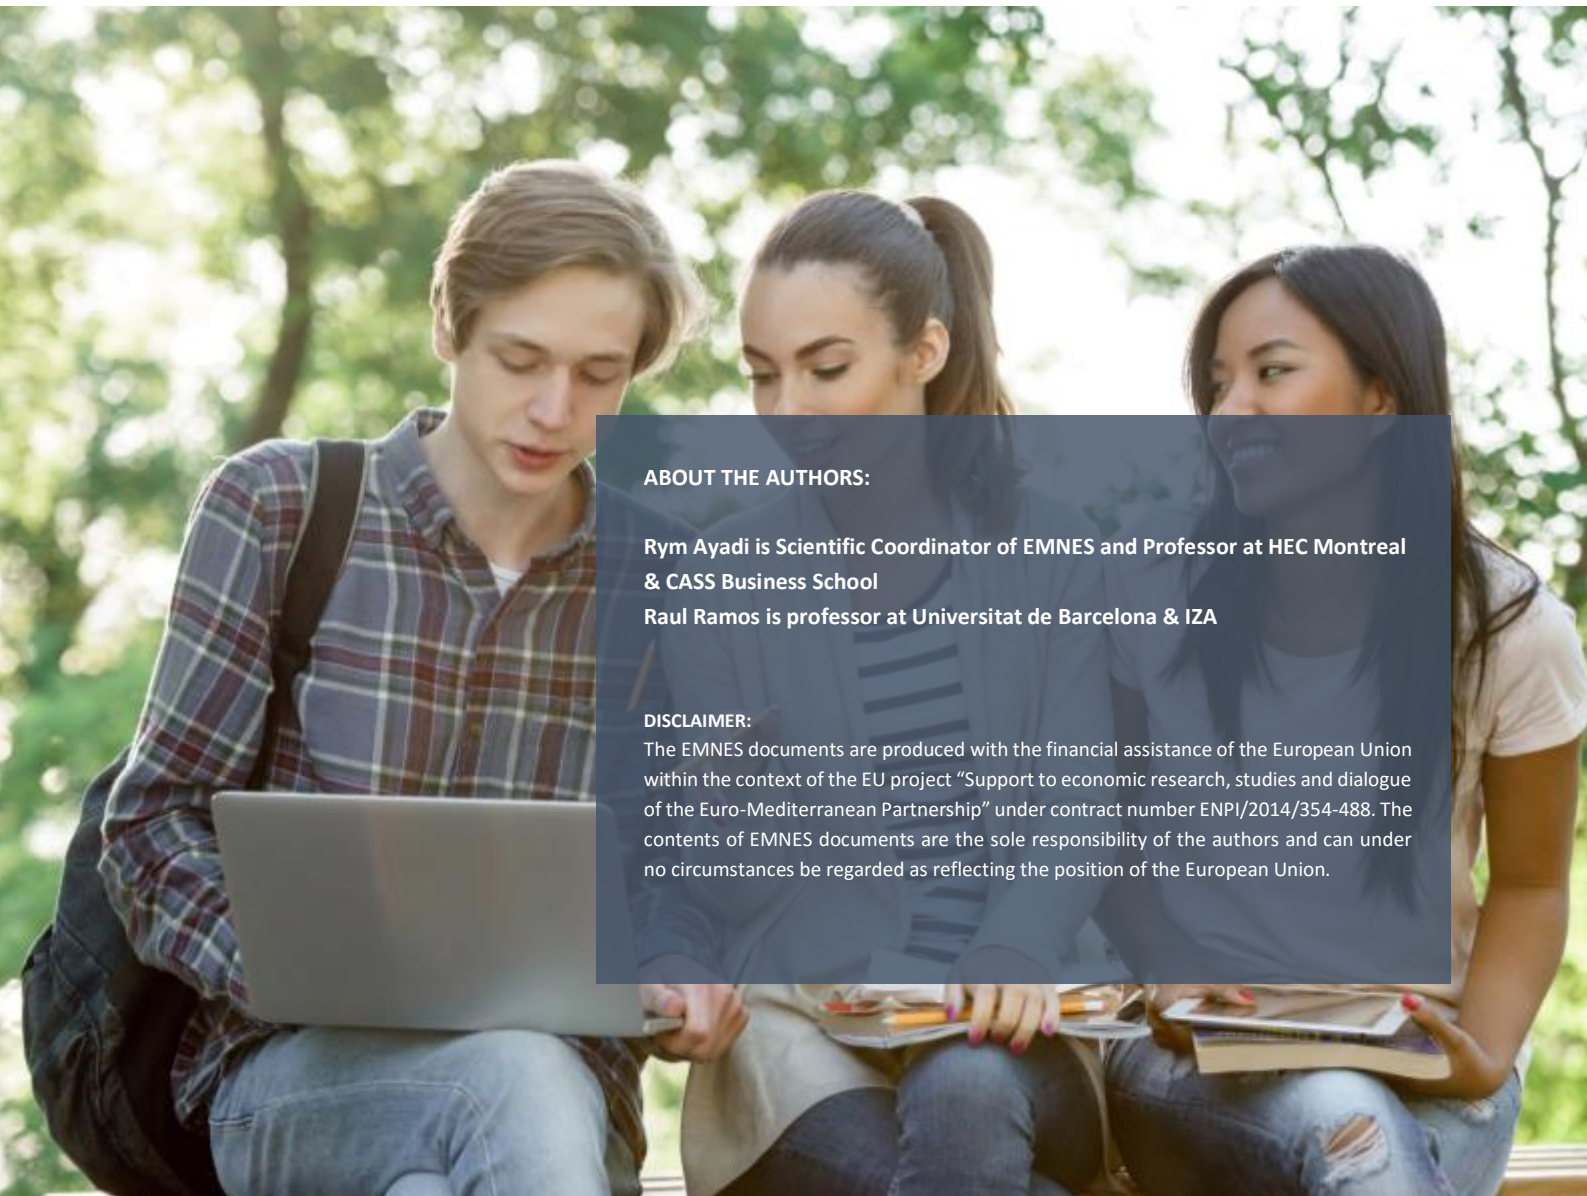 ABOUT THE AUTHORS:
Rym Ayadi is Scientific Coordinator of EMNES and Professor at HEC Montreal
& CASS Business School
Raul Ramos is professor at Universitat de Barcelona & IZA
DISCLAIMER:
The EMNES documents are produced with the financial assistance of the European Union
within the context of the EU project “Support to economic research, studies and dialogue
of the Euro-Mediterranean Partnership” under contract number ENPI/2014/354-488. The
contents of EMNES documents are the sole responsibility of the authors and can under
no circumstances be regarded as reflecting the position of the European Union.